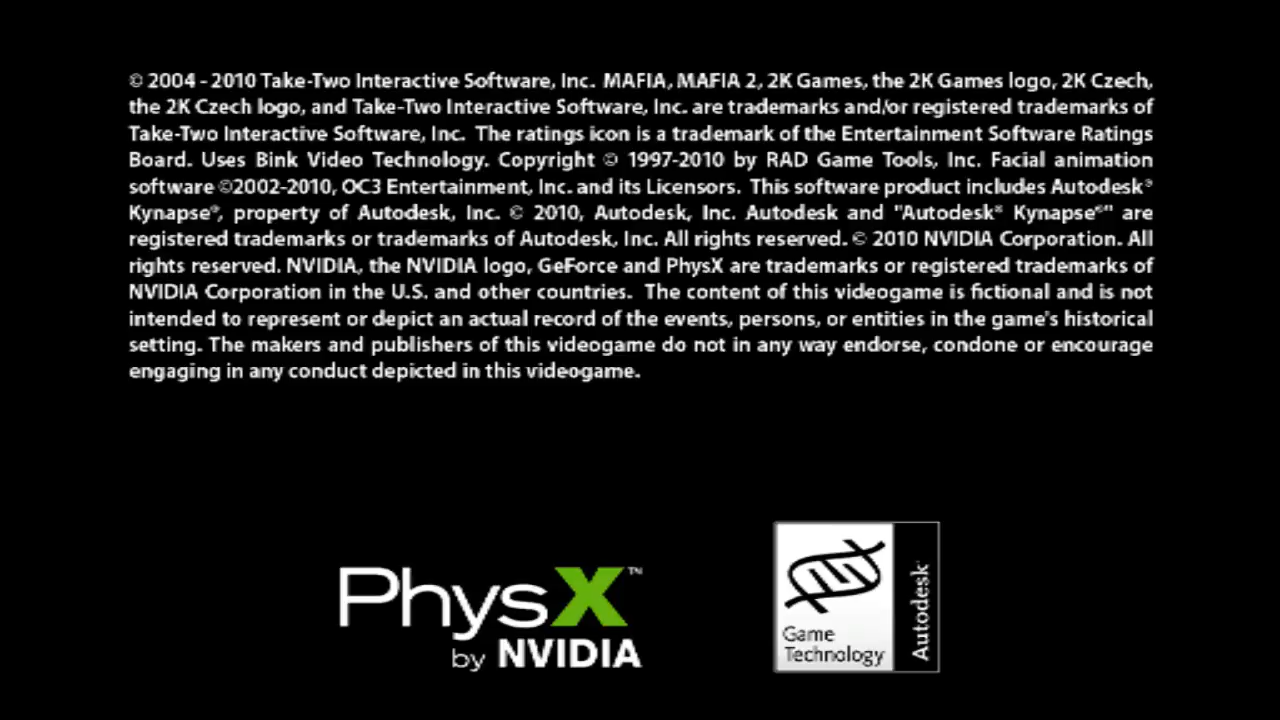 © 2004 - 2010 Take-Two Interactive Software, Inc.  MAFIA, MAFIA 2, 2K Games, the 2K Games logo, 2K Czech,
the 2K Czech logo, and Take-Two Interactive Software, Inc. are trademarks and/or registered trademarks of
Take-Two Interactive Software, Inc.  The ratings icon is a trademark of the Entertainment Software Ratings
Board. Uses Bink Video Technology. Copyright © 1997-2010 by RAD Game Tools, Inc. Facial animation
software ©2002-2010, OC3 Entertainment, Inc. and its Licensors.  This software product includes Autodesk®
Kynapse®, property of Autodesk, Inc. © 2010, Autodesk, Inc. Autodesk and "Autodesk® Kynapse®" are
registered trademarks or trademarks of Autodesk, Inc. All rights reserved. © 2010 NVIDIA Corporation. All
rights reserved. NVIDIA, the NVIDIA logo, GeForce and PhysX are trademarks or registered trademarks of
NVIDIA Corporation in the U.S. and other countries.  The content of this videogame is fictional and is not
intended to represent or depict an actual record of the events, persons, or entities in the game's historical
setting. The makers and publishers of this videogame do not in any way endorse, condone or encourage
engaging in any conduct depicted in this videogame.
PhysX™
by NVIDIA
Game
Technology
Autodesk